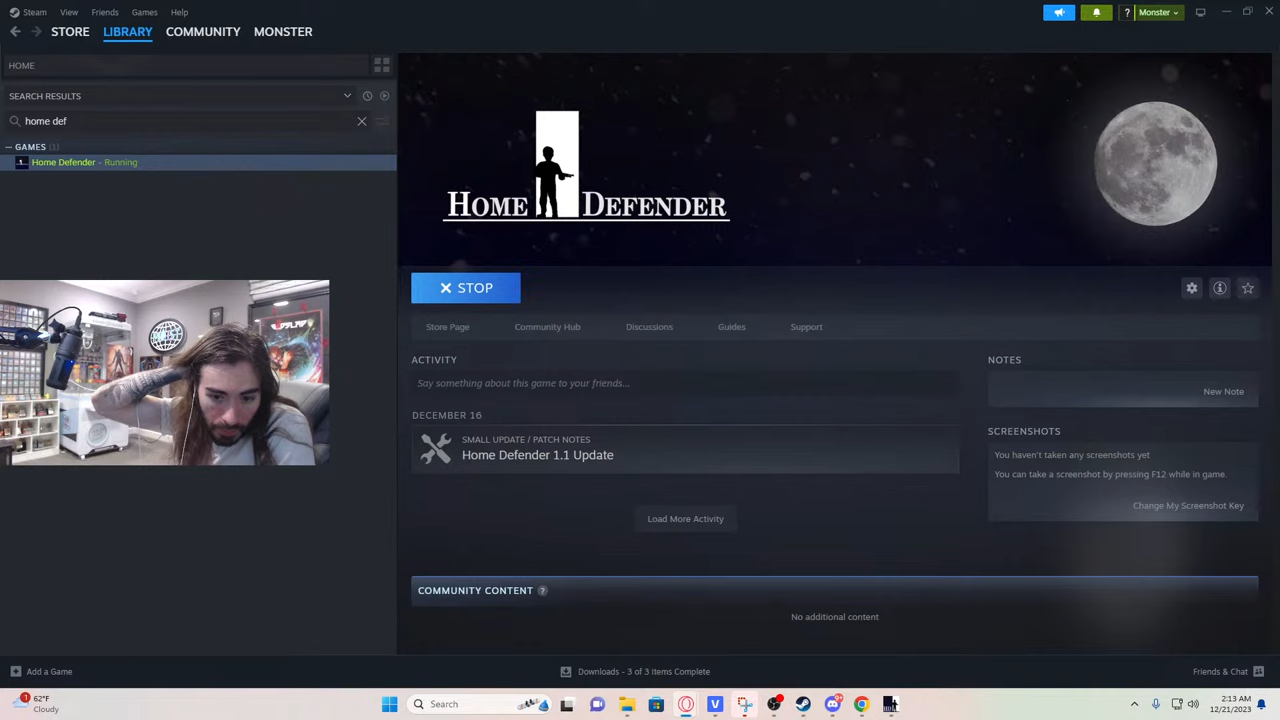 Steam View Friends Games Help
? Monster
STORE LIBRARY COMMUNITY MONSTER
HOME
SEARCH RESULTS
home def
GAMES (1)
Home Defender - Running
HOME DEFENDER
STOP
Store Page Community Hub Discussions Guides Support
ACTIVITY
Say something about this game to your friends...
DECEMBER 16
SMALL UPDATE / PATCH NOTES
Home Defender 1.1 Update
Load More Activity
NOTES
New Note
SCREENSHOTS
You haven't taken any screenshots yet
You can take a screenshot by pressing F12 while in game.
Change My Screenshot Key
COMMUNITY CONTENT ?
No additional content
Add a Game
Downloads - 3 of 3 Items Complete
Friends & Chat
1
62°F
Cloudy
Search
9+
2:13 AM
12/21/2023